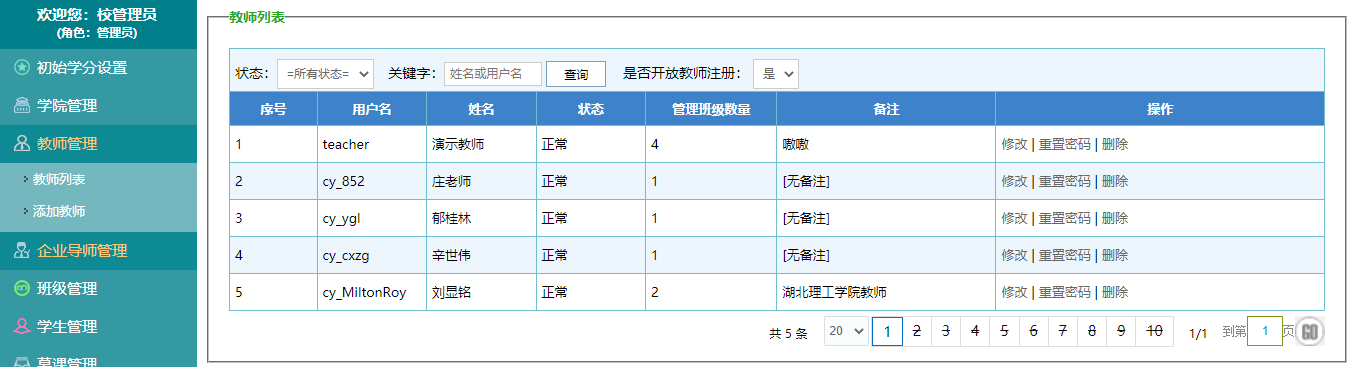 欢迎您：校管理员
(角色：管理员)
初始学分设置
学院管理
教师管理
教师列表
添加教师
企业导师管理
班级管理
学生管理
慕课管理
教师列表
状态： =所有状态= 关键字： 姓名或用户名 查询 是否开放教师注册： 是
序号 用户名 姓名 状态 管理班级数量 备注 操作
1 teacher 演示教师 正常 4 嗷嗷 修改 | 重置密码 | 删除
2 cy_852 庄老师 正常 1 [无备注] 修改 | 重置密码 | 删除
3 cy_ygl 郁桂林 正常 1 [无备注] 修改 | 重置密码 | 删除
4 cy_cxzg 辛世伟 正常 1 [无备注] 修改 | 重置密码 | 删除
5 cy_MiltonRoy 刘显铭 正常 2 湖北理工学院教师 修改 | 重置密码 | 删除
共 5 条 20 1 2 3 4 5 6 7 8 9 10 1/1 到第 1 页 GO